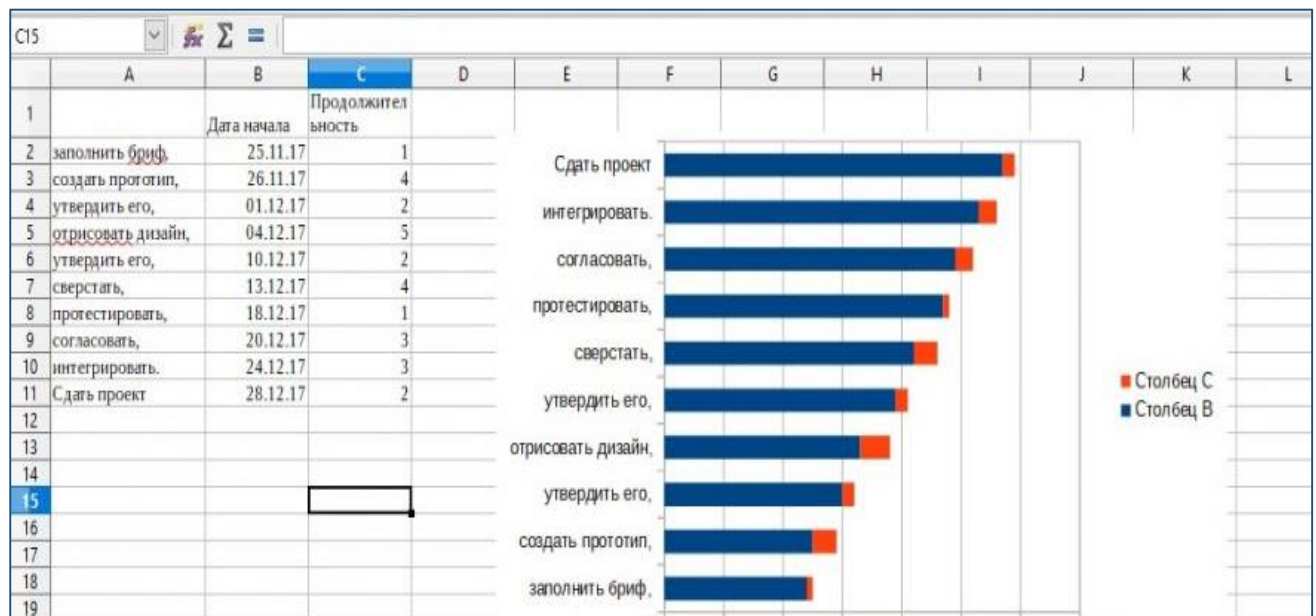 C15
A B C D E F G H I J K L
1 Дата начала Продолжител
ьность
2 заполнить бриф, 25.11.17 1
3 создать прототип, 26.11.17 4
4 утвердить его, 01.12.17 2
5 отрисовать дизайн, 04.12.17 5
6 утвердить его, 10.12.17 2
7 сверстать, 13.12.17 4
8 протестировать, 18.12.17 1
9 согласовать, 20.12.17 3
10 интегрировать. 24.12.17 3
11 Сдать проект 28.12.17 2
12
13
14
15
16
17
18
19
Сдать проект
интегрировать.
согласовать,
протестировать,
сверстать,
утвердить его,
отрисовать дизайн,
утвердить его,
создать прототип,
заполнить бриф,
Столбец C
Столбец B